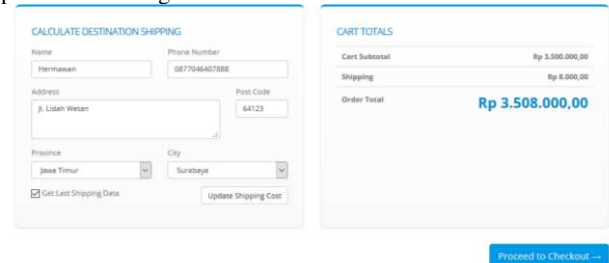 CALCULATE DESTINATION SHIPPING
Name
Phone Number
Hermawan
0877046407888
Address
Post Code
Jl. Lidah Wetan
64123
Province
City
Jawa Timur
Surabaya
Get Last Shipping Data
Update Shipping Cost
CART TOTALS
Cart Subtotal
Rp 3.500.000,00
Shipping
Rp 8.000,00
Order Total
Rp 3.508.000,00
Proceed to Checkout →